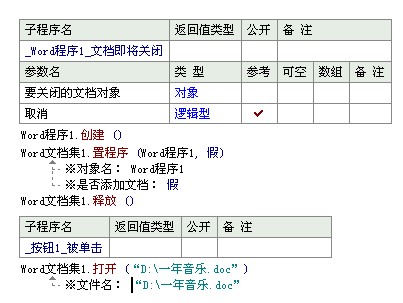 子程序名 返回值类型 公开 备 注
_Word程序1_文档即将关闭
参数名 类 型 参考 可空 数组 备 注
要关闭的文档对象 对象
取消 逻辑型 ✓
Word程序1.创建 ()
Word文档集1.置程序 (Word程序1, 假)
※对象名: Word程序1
※是否添加文档: 假
Word文档集1.释放 ()
子程序名 返回值类型 公开 备 注
_按钮1_被单击
Word文档集1.打开 (“D:\一年音乐.doc”)
※文件名: “D:\一年音乐.doc”